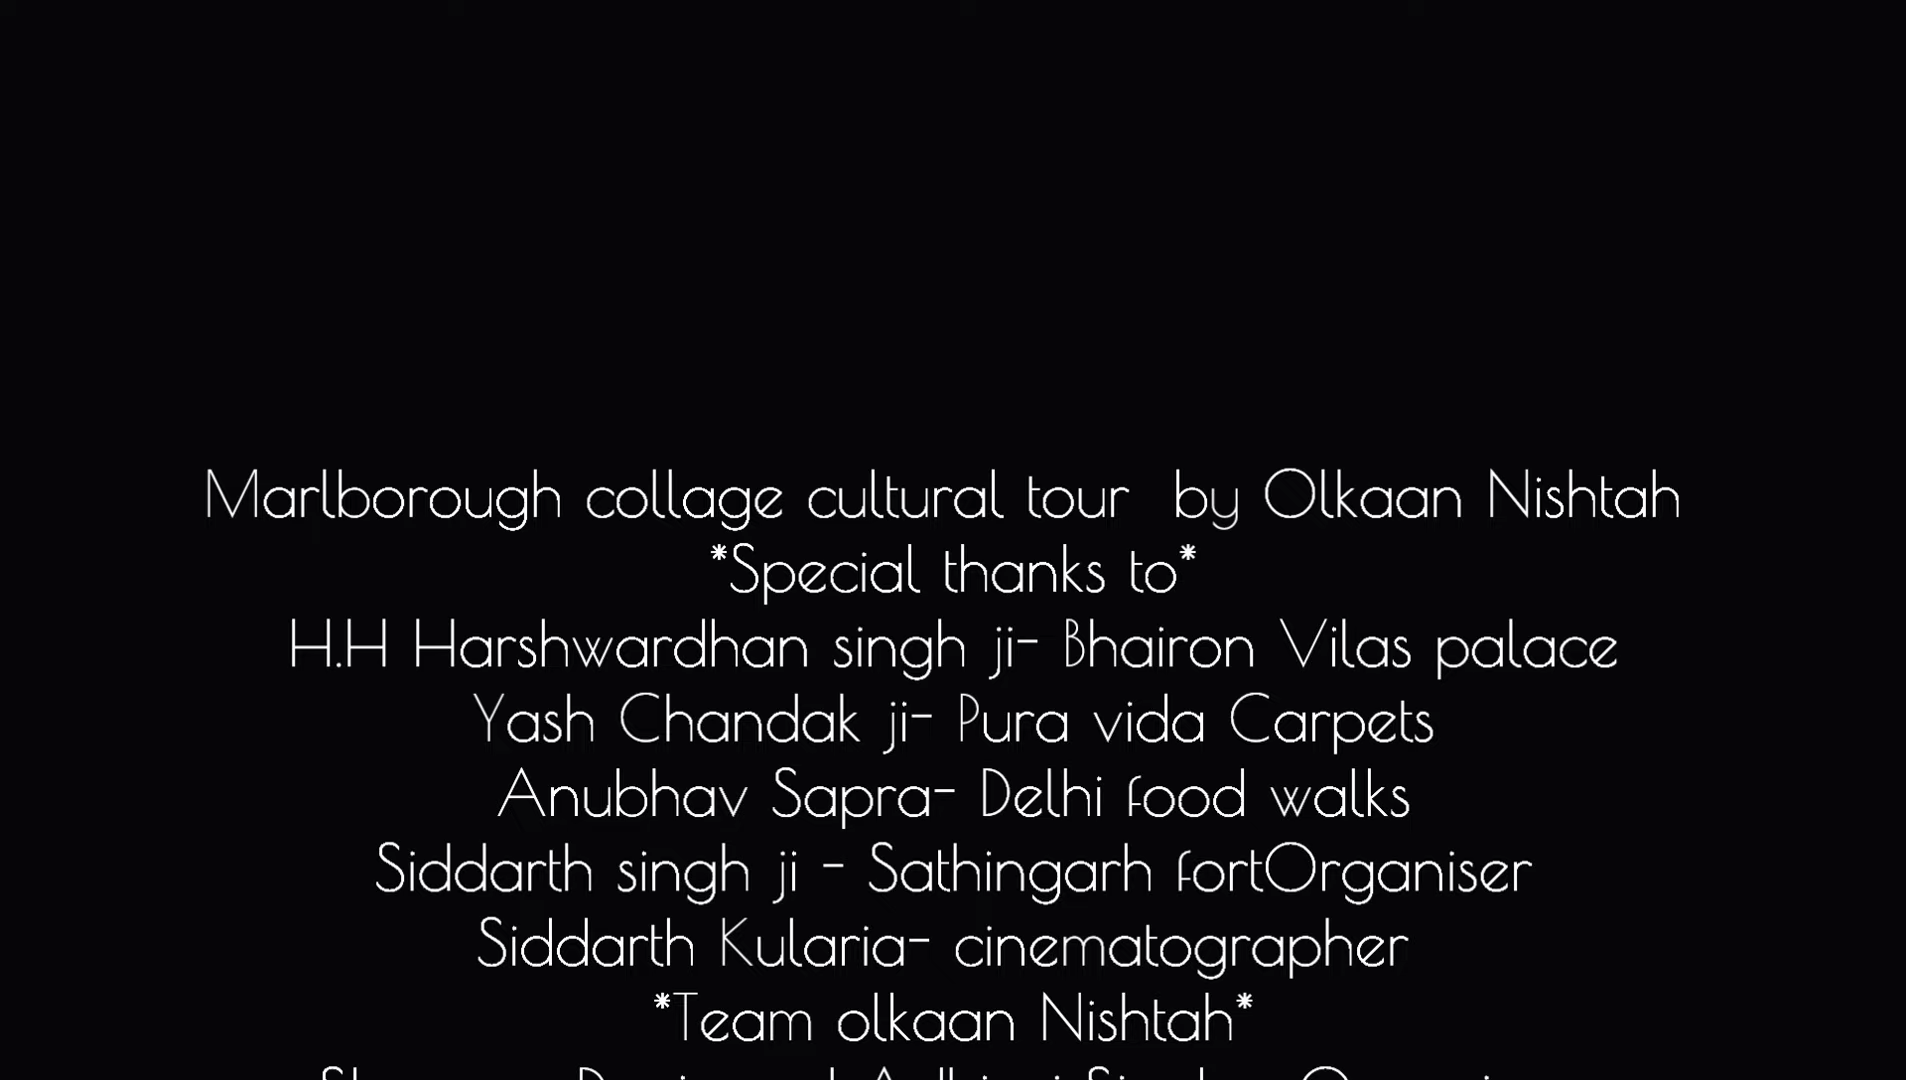 Marlborough collage cultural tour by Olkaan Nishtah
*Special thanks to*
H.H Harshwardhan singh ji- Bhairon Vilas palace
Yash Chandak ji- Pura vida Carpets
Anubhav Sapra- Delhi food walks
Siddarth singh ji - Sathingarh fortOrganiser
Siddarth Kularia- cinematographer
*Team olkaan Nishtah*